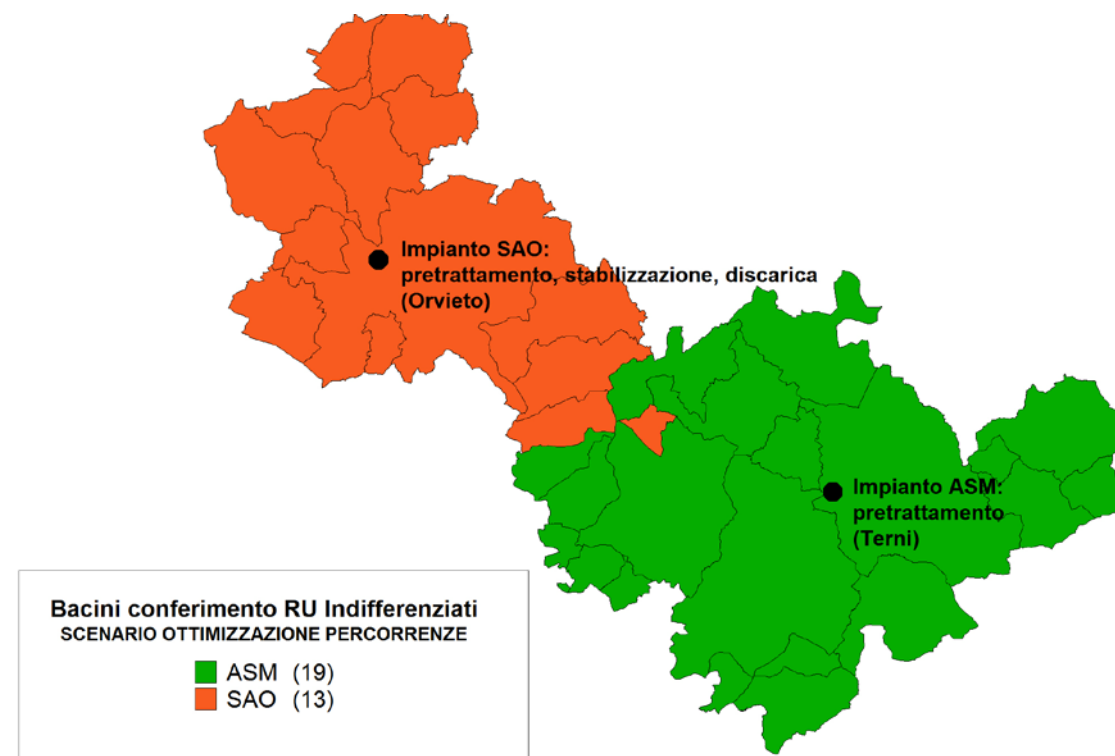 Impianto SAO:
pretrattamento, stabilizzazione, discarica
(Orvieto)
Impianto ASM:
pretrattamento
(Terni)
Bacini conferimento RU Indifferenziati
SCENARIO OTTIMIZZAZIONE PERCORRENZE
ASM (19)
SAO (13)